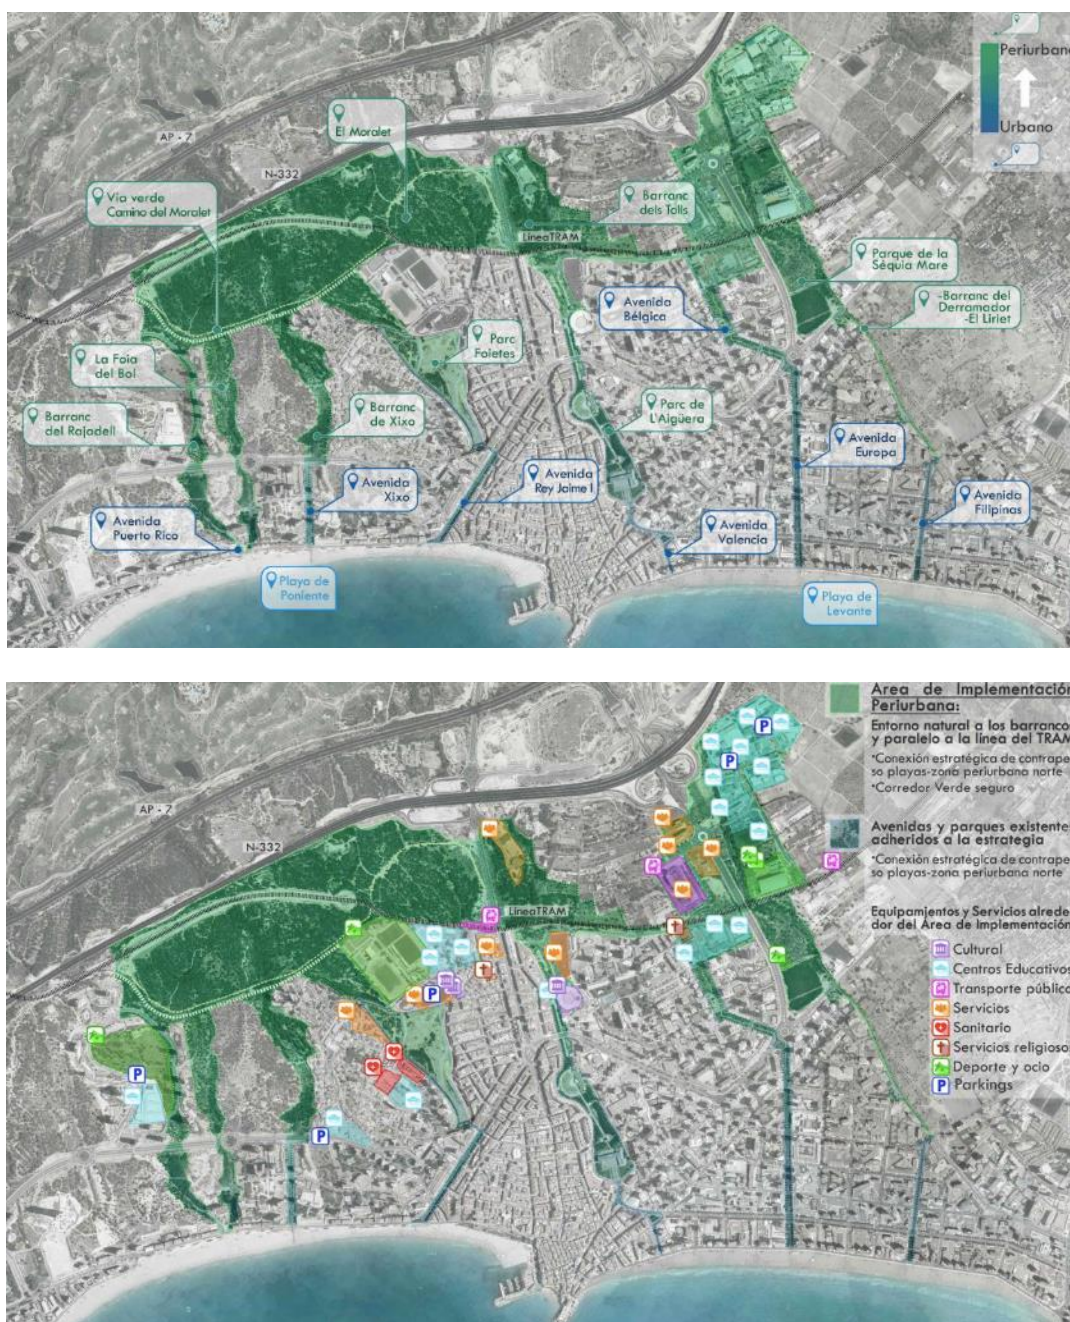 Periurbano
Urbano
AP - 7
El Moralet
N-332
Vía verde
Camino del Moralet
Barranc
dels Tolls
LíneaTRAM
Parque de la
Séquia Mare
Avenida
Bélgica
-Barranc del
Derramador
-El Liriet
La Foia
del Bol
Parc
Foietes
Barranc
del Rajadell
Barranc
de Xixo
Parc de
L'Aigüera
Avenida
Europa
Avenida
Xixo
Avenida
Rey Jaime I
Avenida
Filipinas
Avenida
Puerto Rico
Avenida
Valencia
Playa de
Poniente
Playa de
Levante
Area de Implementación
Periurbana:
Entorno natural a los barranco
y paralelo a la línea del TRAM
*Conexión estratégica de contrape-
so playas-zona periurbana norte
*Corredor Verde seguro
Avenidas y parques existente
adheridos a la estrategia
*Conexión estratégica de contrape-
so playas-zona periurbana norte
Equipamientos y Servicios alrede-
dor del Area de Implementación
Cultural
Centros Educativos
Transporte público
Servicios
Sanitario
Servicios religioso
Deporte y ocio
P Parkings
AP - 7
N-332
LíneaTRAM
P
P
P
P
P